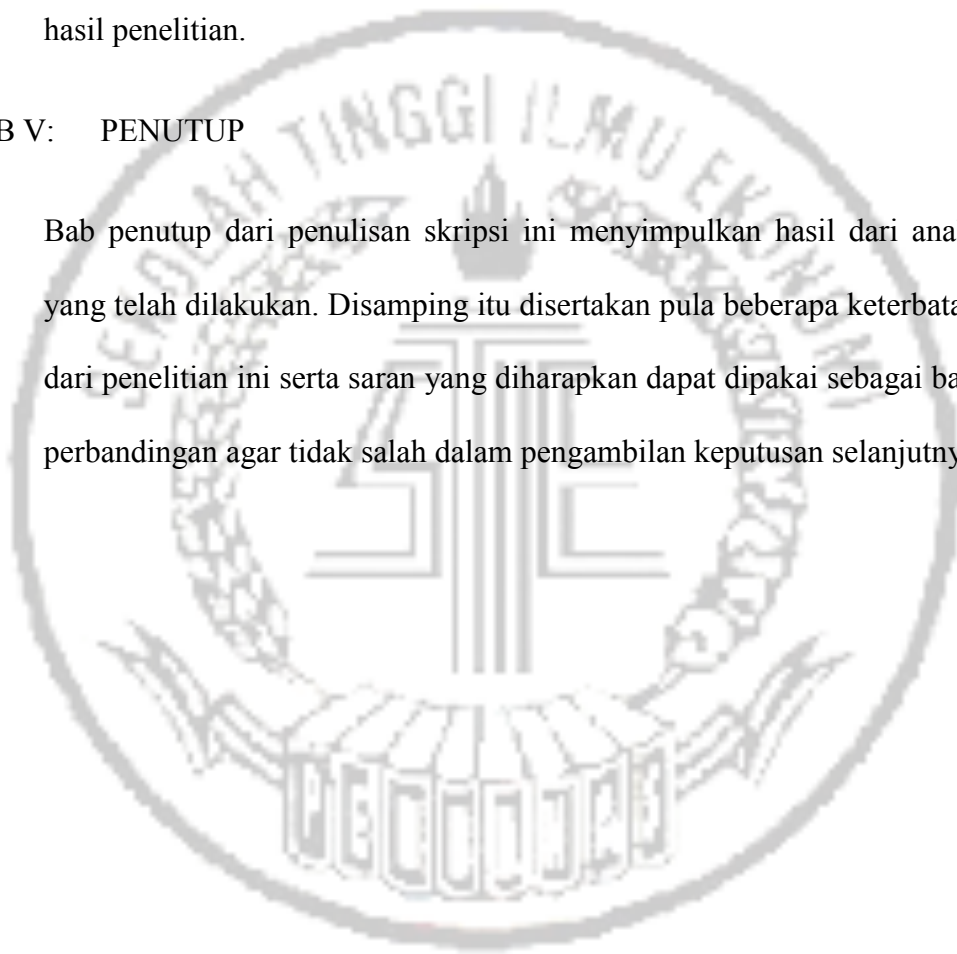 hasil penelitian.
B V: PENUTUP
SEKOLAH TINGGI ILMU EKONOMI
Bab penutup dari penulisan skripsi ini menyimpulkan hasil dari ana
yang telah dilakukan. Disamping itu disertakan pula beberapa keterbata
dari penelitian ini serta saran yang diharapkan dapat dipakai sebagai ba
perbandingan agar tidak salah dalam pengambilan keputusan selanjutny